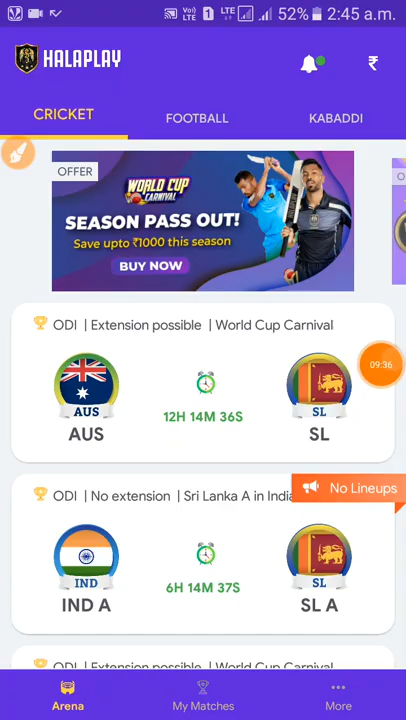 Vo))
LTE
1
LTE
52%
2:45 a.m.
HALAPLAY
₹
CRICKET
FOOTBALL
KABADDI
OFFER
WORLD CUP
CARNIVAL
SEASON PASS OUT!
Save upto ₹1000 this season
BUY NOW
O
ODI | Extension possible | World Cup Carnival
AUS
SL
12H 14M 36S
AUS
SL
09:36
No Lineups
ODI | No extension | Sri Lanka A in India
IND
SL
6H 14M 37S
IND A
SL A
ODI | Extension possible | World Cup Carnival
Arena
My Matches
More